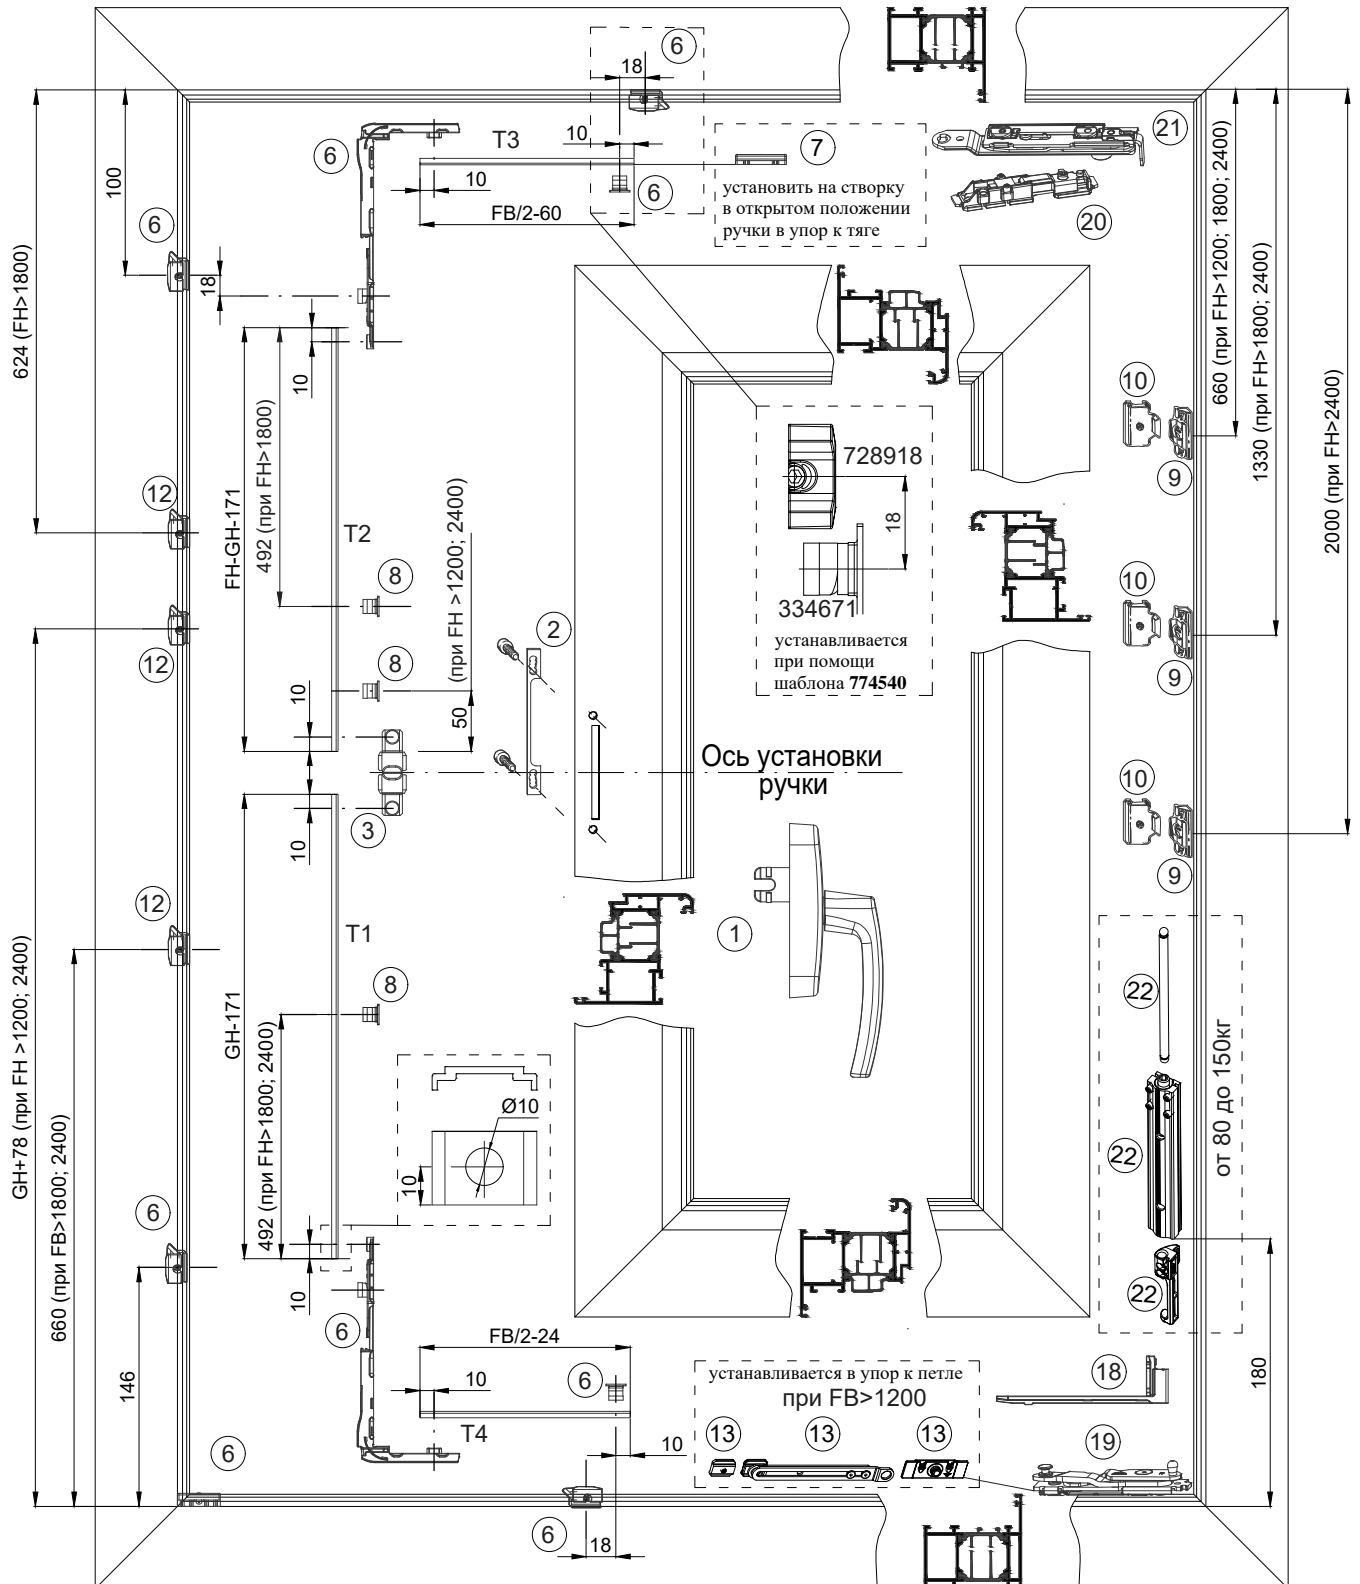 6
18
21
T3
10
7
6
установить на створку
в открытом положении
ручки в упор к тяге
10
6
FB/2-60
20
100
6
18
624 (FH>1800)
660 (при FH>1200; 1800; 2400)
1330 (при FH>1800; 2400)
2000 (при FH>2400)
10
10
9
728918
18
334671
устанавливается
при помощи
шаблона 774540
12
492 (при FH>1800)
FH-GH-171
T2
8
(при FH >1200; 2400)
50
2
12
8
10
10
9
Ось установки
ручки
3
10
10
9
12
1
T1
8
GH-171
492 (при FH>1800; 2400)
GH+78 (при FH >1200; 2400)
660 (при FB>1800; 2400)
22
от 80 до 150кг
22
22
Ø10
10
6
10
6
146
FB/2-24
10
6
T4
10
устанавливается в упор к петле
при FB>1200
13
13
13
18
180
19
6
6
18